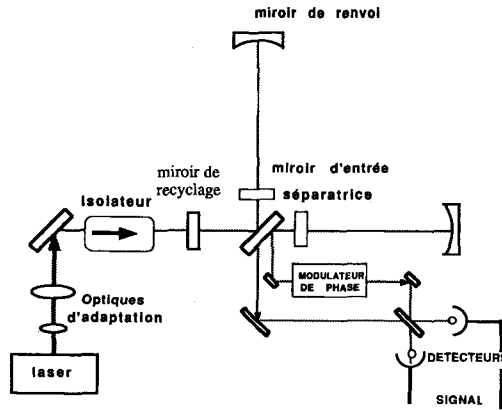 miroir de renvoi
miroir de
recyclage
miroir d'entrée
séparatrice
Isolateur
MODULATEUR
DE PHASE
Optiques
d'adaptation
DETECTEURS
laser
SIGNAL